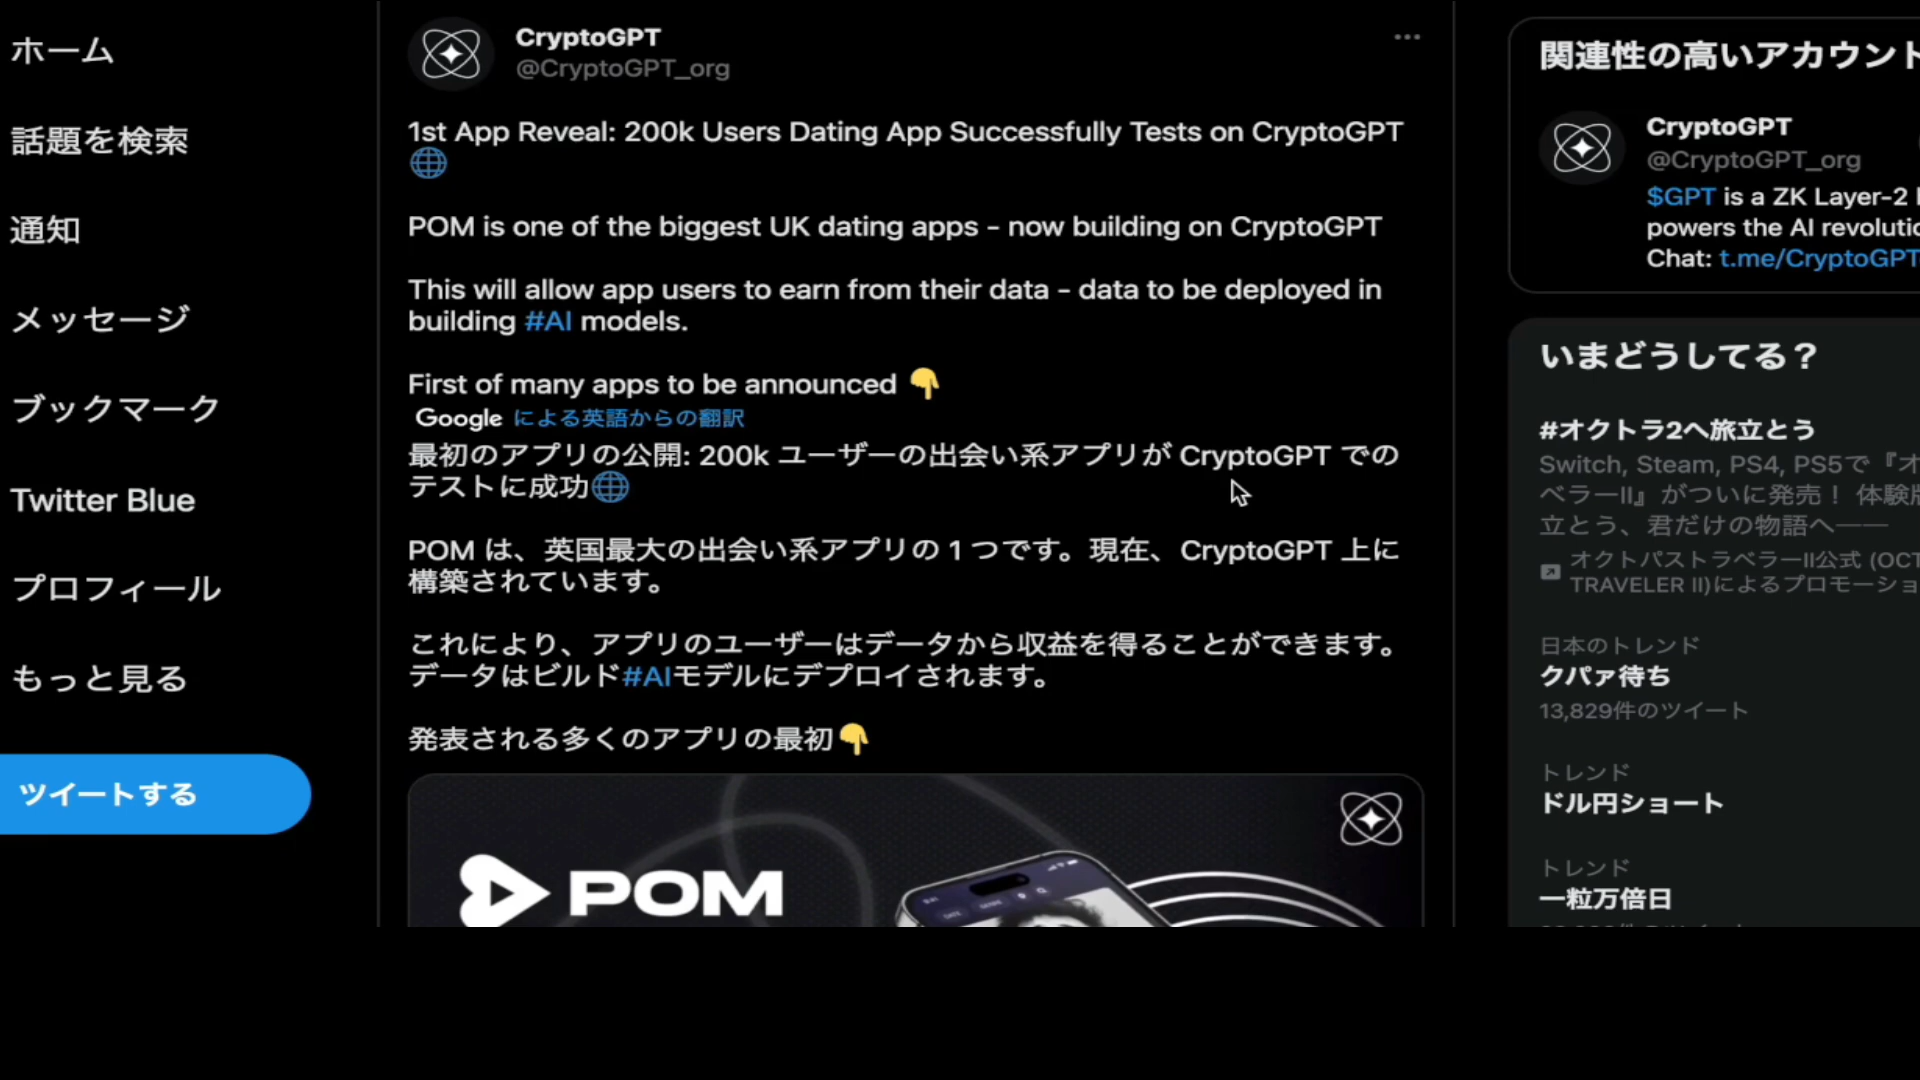 ホーム
話題を検索
通知
メッセージ
ブックマーク
Twitter Blue
プロフィール
もっと見る
ツイートする
CryptoGPT
@CryptoGPT_org
1st App Reveal: 200k Users Dating App Successfully Tests on CryptoGPT
🌐
POM is one of the biggest UK dating apps - now building on CryptoGPT
This will allow app users to earn from their data - data to be deployed in
building #AI models.
First of many apps to be announced 👇
Google による英語からの翻訳
最初のアプリの公開: 200k ユーザーの出会い系アプリが CryptoGPT での
テストに成功🌐
POM は、英国最大の出会い系アプリの 1 つです。現在、CryptoGPT 上に
構築されています。
これにより、アプリのユーザーはデータから収益を得ることができます。
データはビルド#AIモデルにデプロイされます。
発表される多くのアプリの最初👇
POM
関連性の高いアカウント
CryptoGPT
@CryptoGPT_org
$GPT is a ZK Layer-2
powers the AI
Chat: t.me/CryptoGPT
いまどうしてる？
#オクトラ2へ旅立とう
Switch, Steam, PS4, PS5で『オ
ベラーII』がついに発売！ 体験版
立とう、君だけの物語へ――
オクトパストラベラーII公式 (OCT
TRAVELER II)によるプロモーショ
日本のトレンド
クパァ待ち
13,829件のツイート
トレンド
ドル円ショート
トレンド
一粒万倍日